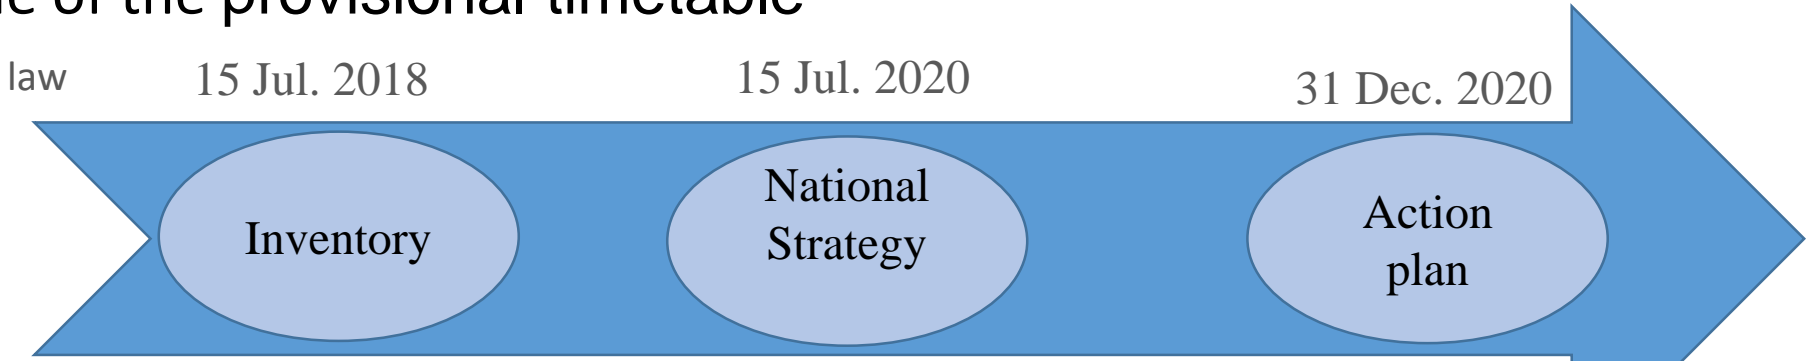 of the provisional timetable
law
15 Jul. 2018
15 Jul. 2020
31 Dec. 2020
Inventory
National
Strategy
Action
plan